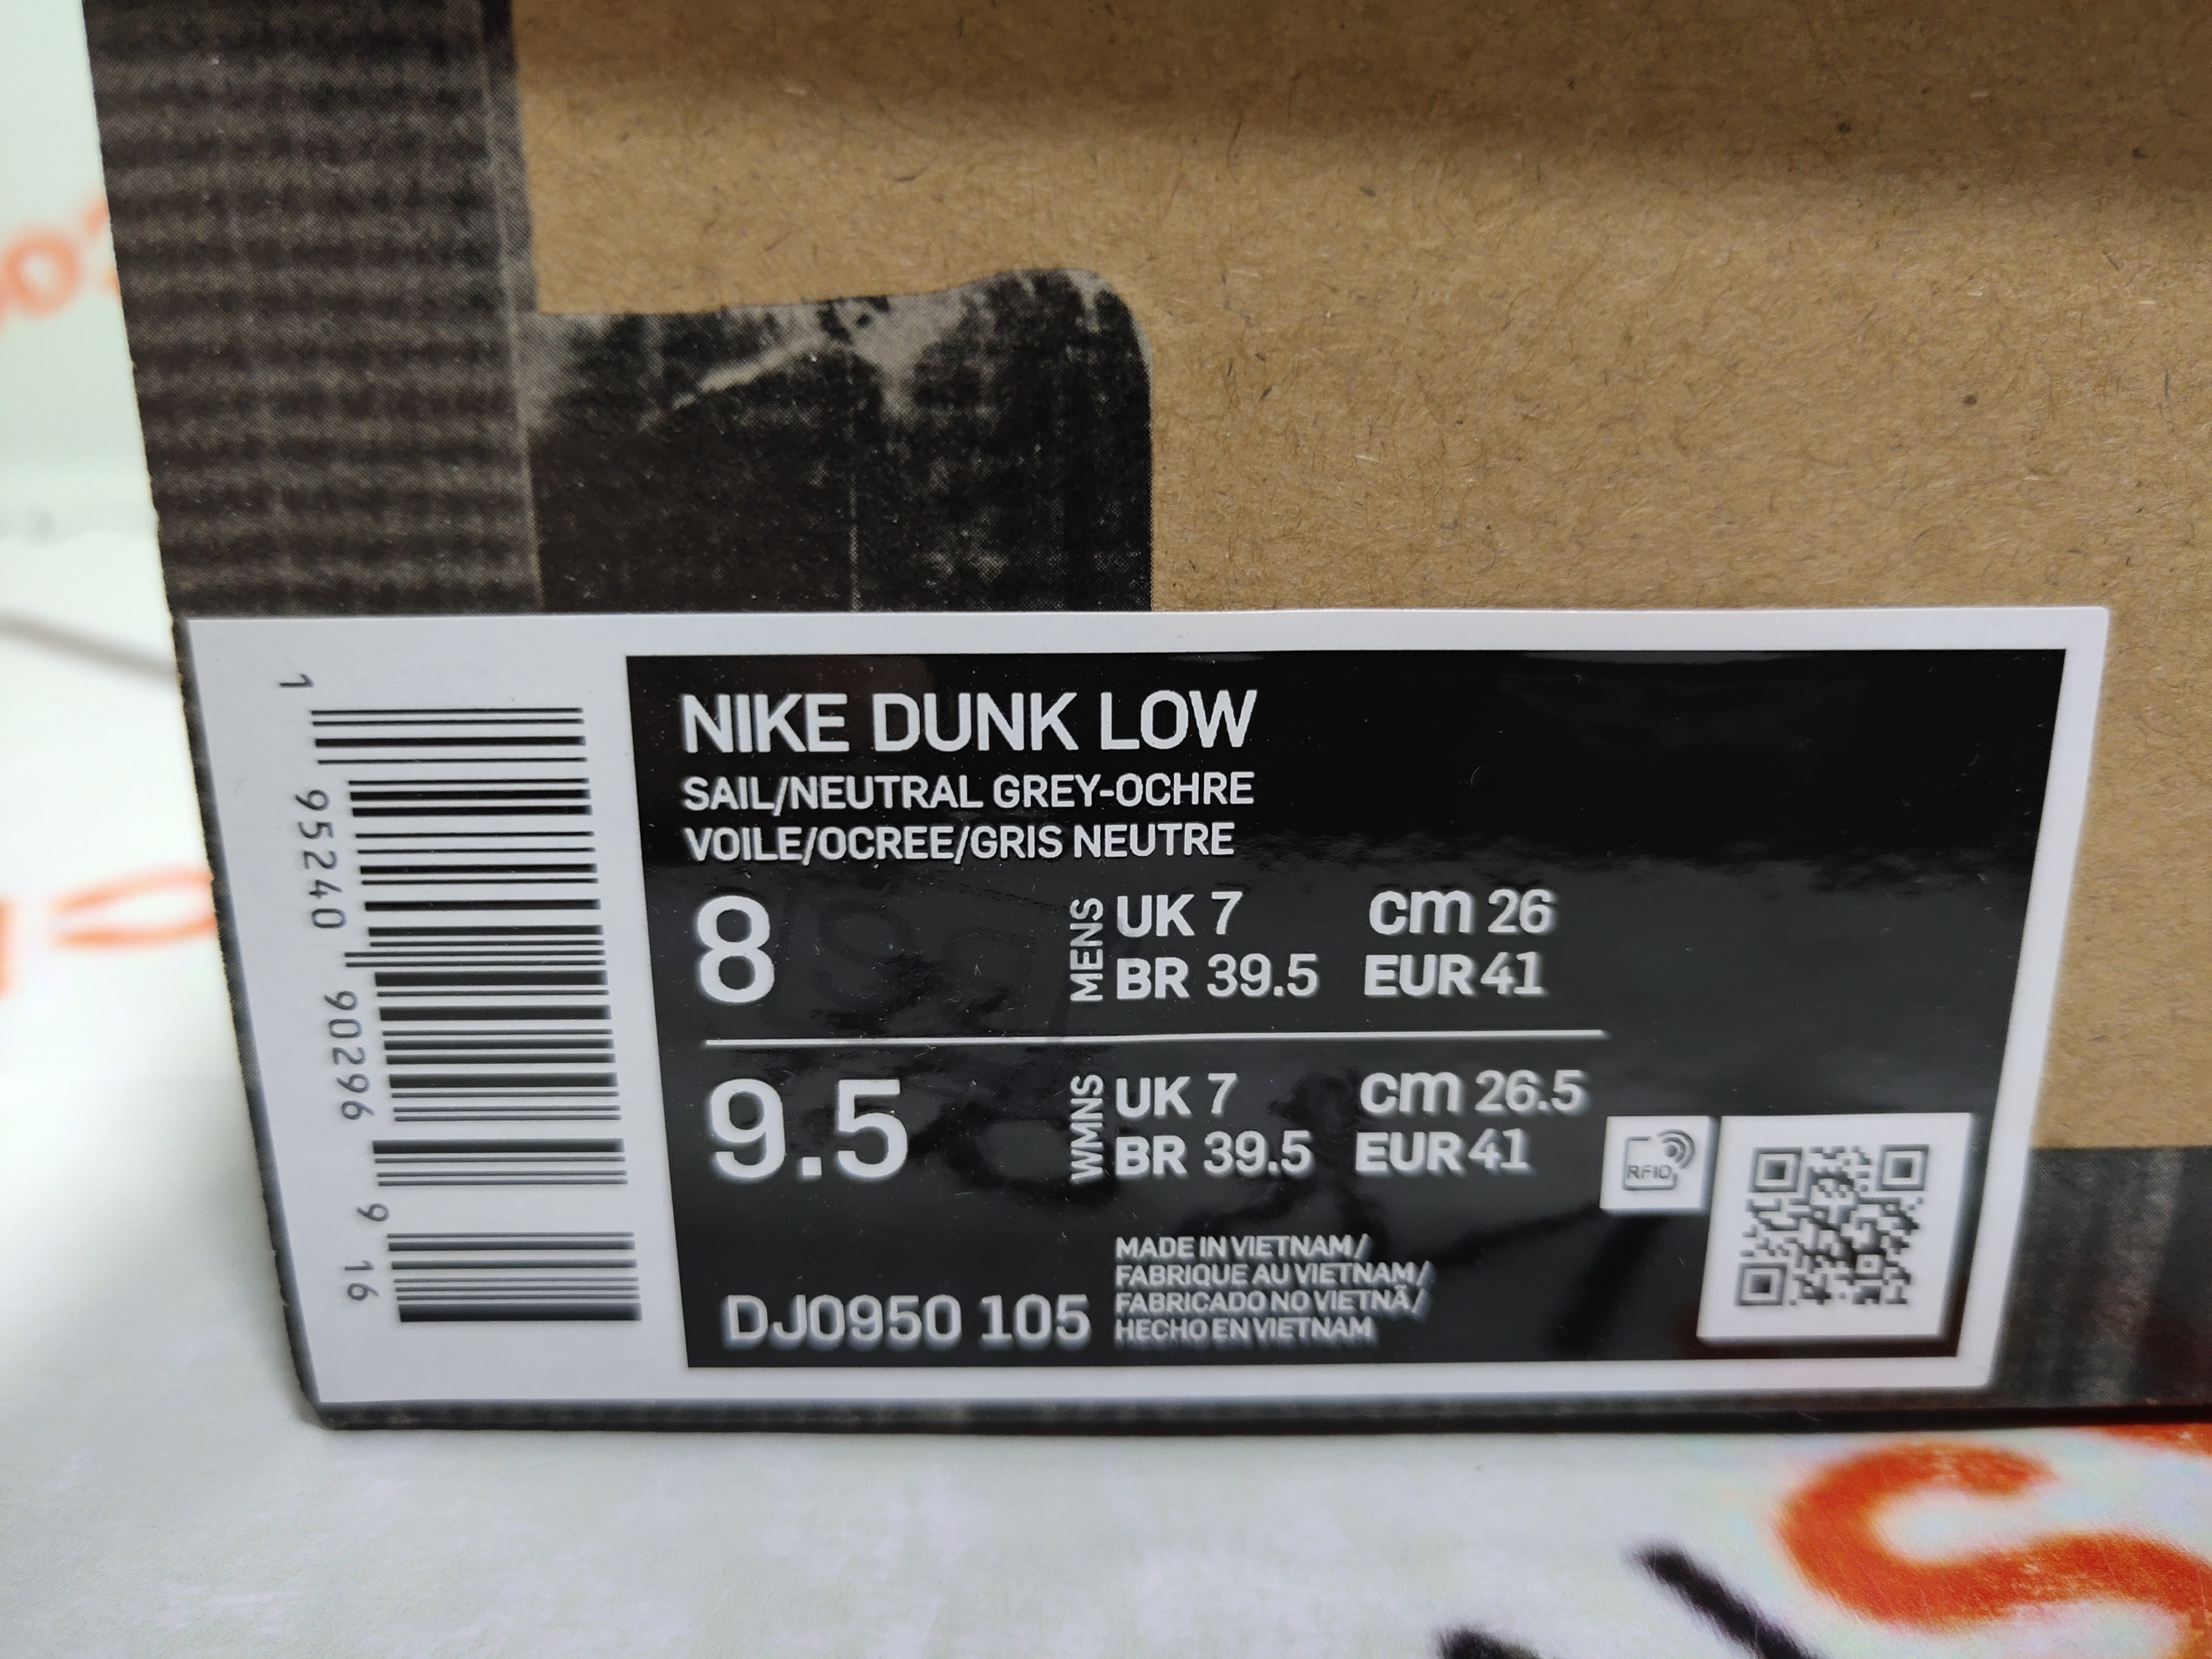 NIKE DUNK LOW
SAIL/NEUTRAL GREY-OCHRE
VOILE/OCREE/GRIS NEUTRE
8
MENS
UK 7 cm 26
BR 39.5 EUR 41
9.5
WMNS
UK 7 cm 26.5
BR 39.5 EUR 41
RFID
DJ0950 105
MADE IN VIETNAM/
FABRIQUE AU VIETNAM/
FABRICADO NO VIETNÃ/
HECHO EN VIETNAM
1 95240 90296 9 16